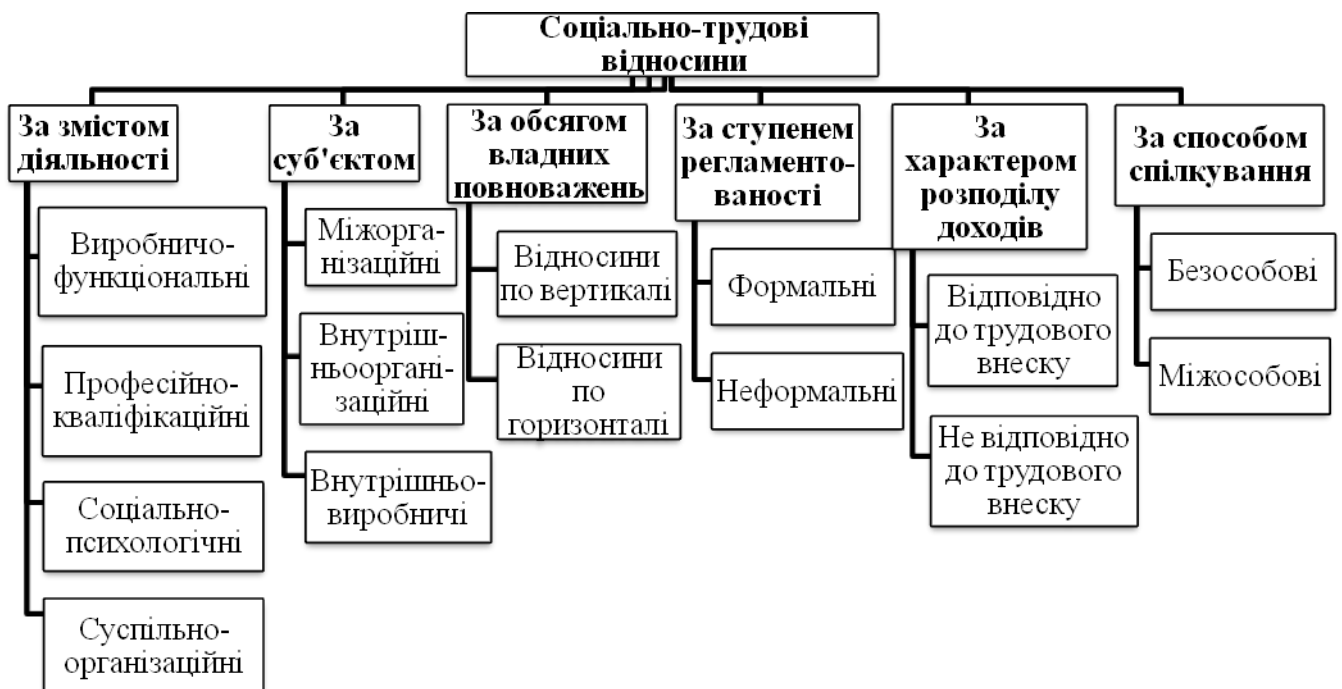 Соціально-трудові
відносини
За змістом
діяльності
Виробничо-
функціональні
Професійно-
кваліфікаційні
Соціально-
психологічні
Суспільно-
організаційні
За
суб'єктом
Міжорга-
нізаційні
Внутріш-
ньооргані-
заційні
Внутрішньо-
виробничі
За обсягом
владних
повноважень
Відносини
по вертикалі
Відносини
по
горизонталі
За ступенем
регламенто-
ваності
Формальні
Неформальні
За
характером
розподілу
доходів
Відповідно
до трудового
внеску
Не відповідно
до трудового
внеску
За способом
спілкування
Безособові
Міжособові